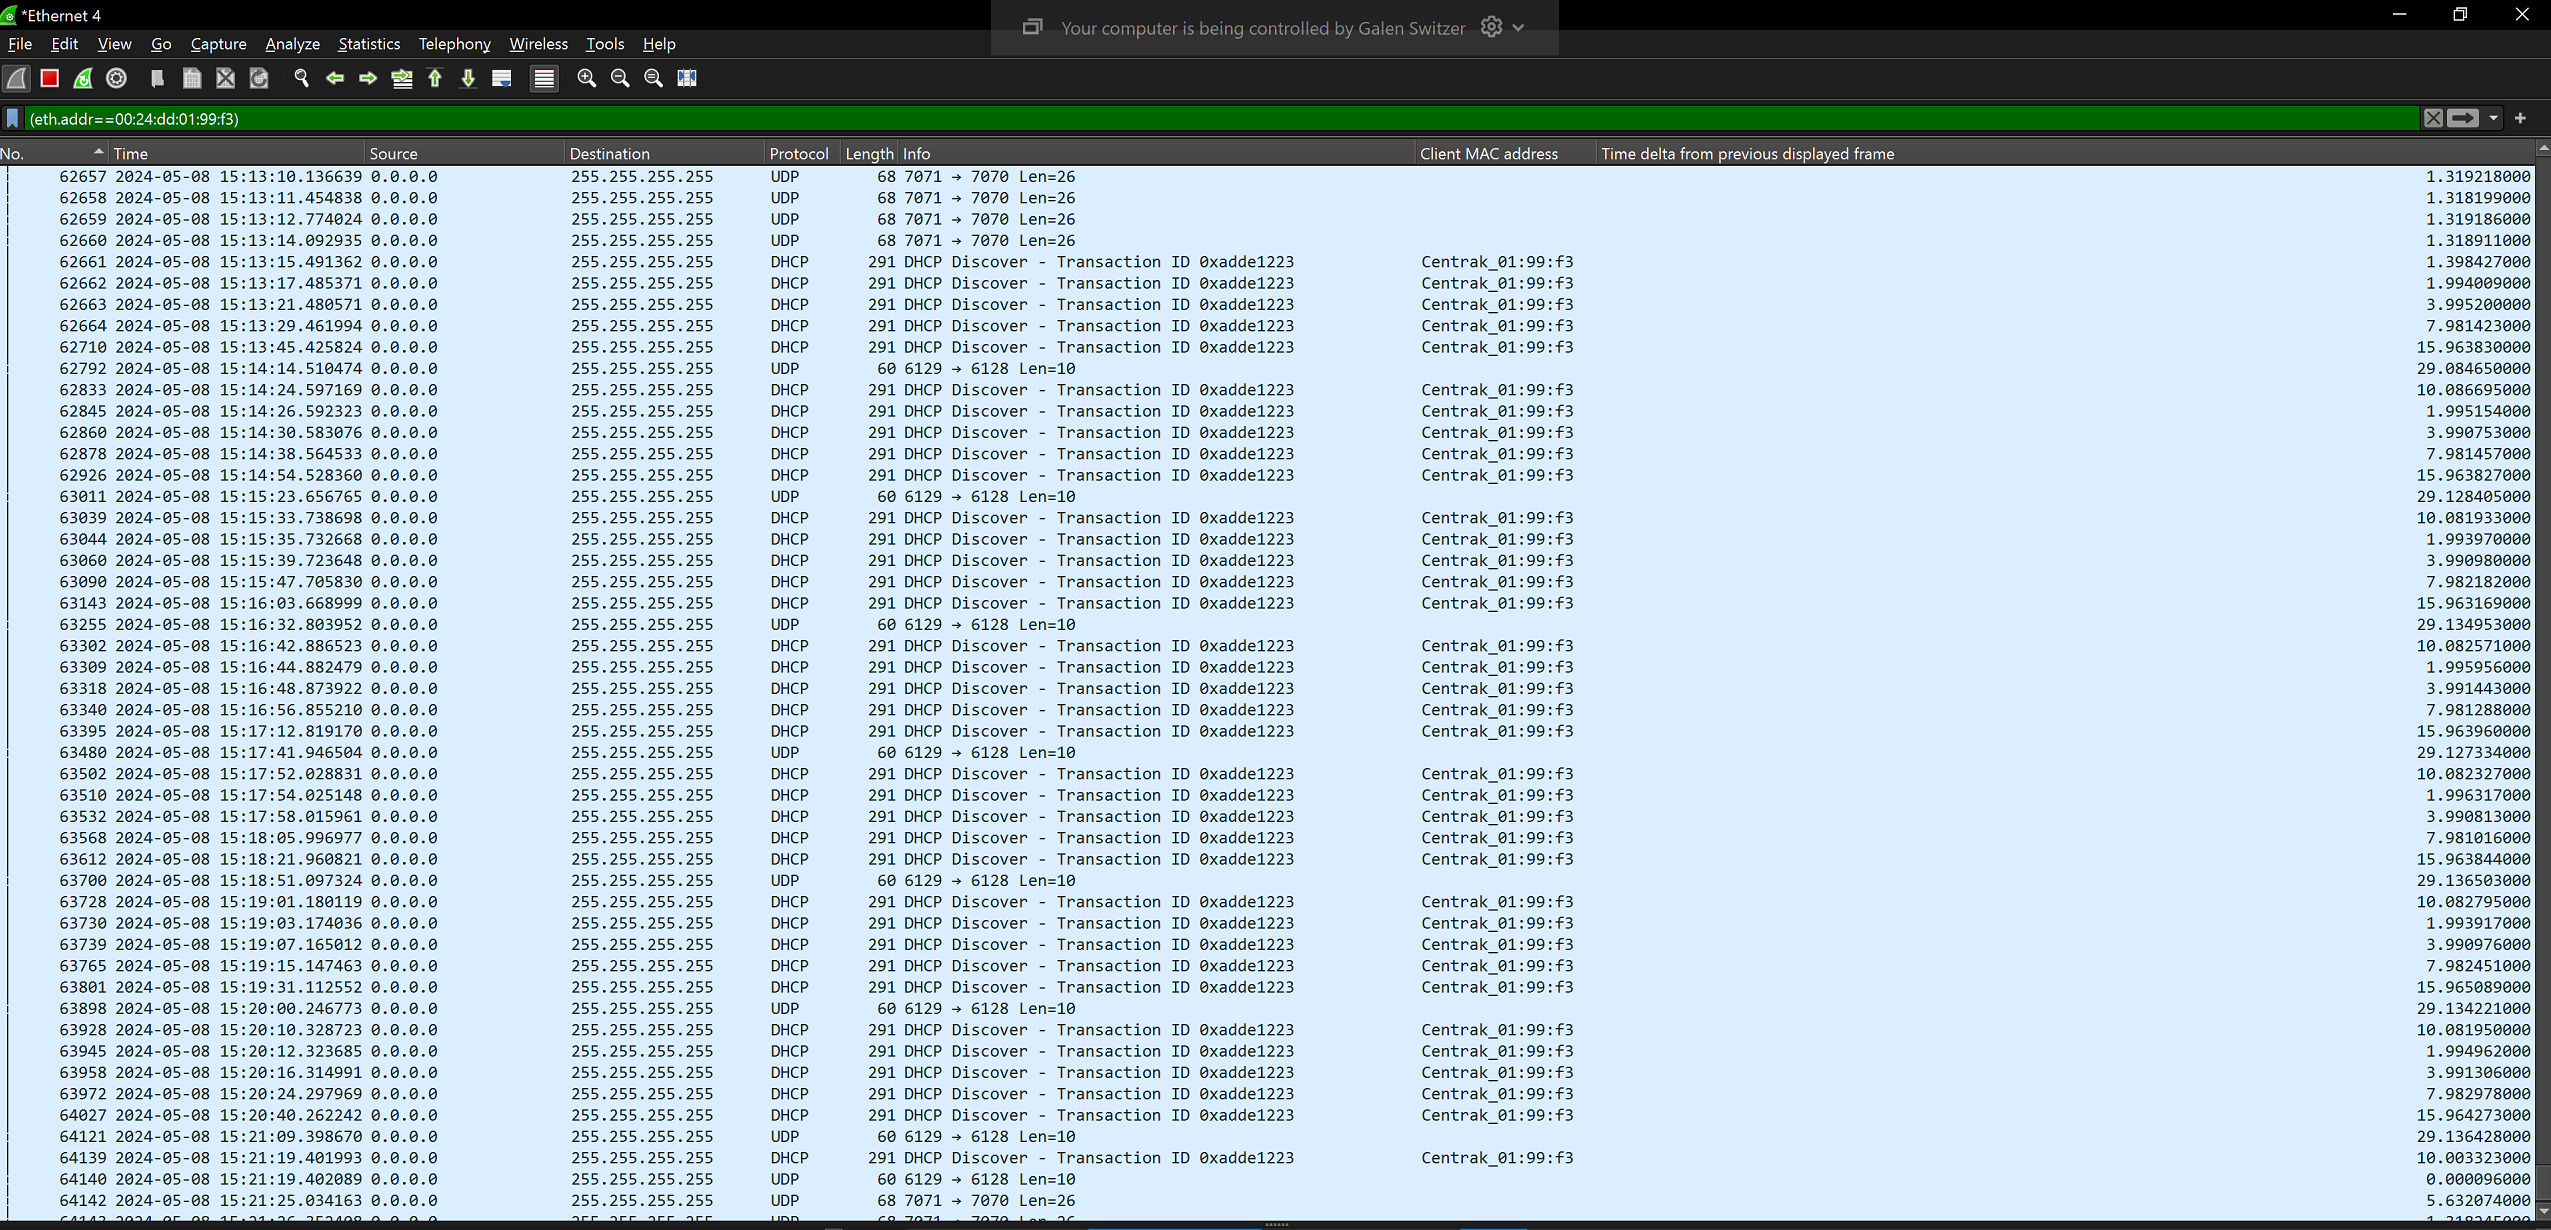 *Ethernet 4
Your computer is being controlled by Galen Switzer
File Edit View Go Capture Analyze Statistics Telephony Wireless Tools Help
(eth.addr==00:24:dd:01:99:f3)
No. Time Source Destination Protocol Length Info Client MAC address Time delta from previous displayed frame
62657 2024-05-08 15:13:10.136639 0.0.0.0 255.255.255.255 UDP 68 7071 → 7070 Len=26 1.319218000
62658 2024-05-08 15:13:11.454838 0.0.0.0 255.255.255.255 UDP 68 7071 → 7070 Len=26 1.318199000
62659 2024-05-08 15:13:12.774024 0.0.0.0 255.255.255.255 UDP 68 7071 → 7070 Len=26 1.319186000
62660 2024-05-08 15:13:14.092935 0.0.0.0 255.255.255.255 UDP 68 7071 → 7070 Len=26 1.318911000
62661 2024-05-08 15:13:15.491362 0.0.0.0 255.255.255.255 DHCP 291 DHCP Discover - Transaction ID 0xadde1223 Centrak_01:99:f3 1.398427000
62662 2024-05-08 15:13:17.485371 0.0.0.0 255.255.255.255 DHCP 291 DHCP Discover - Transaction ID 0xadde1223 Centrak_01:99:f3 1.994009000
62663 2024-05-08 15:13:21.480571 0.0.0.0 255.255.255.255 DHCP 291 DHCP Discover - Transaction ID 0xadde1223 Centrak_01:99:f3 3.995200000
62664 2024-05-08 15:13:29.461994 0.0.0.0 255.255.255.255 DHCP 291 DHCP Discover - Transaction ID 0xadde1223 Centrak_01:99:f3 7.981423000
62710 2024-05-08 15:13:45.425824 0.0.0.0 255.255.255.255 DHCP 291 DHCP Discover - Transaction ID 0xadde1223 Centrak_01:99:f3 15.963830000
62792 2024-05-08 15:14:14.510474 0.0.0.0 255.255.255.255 UDP 60 6129 → 6128 Len=10 29.084650000
62833 2024-05-08 15:14:24.597169 0.0.0.0 255.255.255.255 DHCP 291 DHCP Discover - Transaction ID 0xadde1223 Centrak_01:99:f3 10.086695000
62845 2024-05-08 15:14:26.592323 0.0.0.0 255.255.255.255 DHCP 291 DHCP Discover - Transaction ID 0xadde1223 Centrak_01:99:f3 1.995154000
62860 2024-05-08 15:14:30.583076 0.0.0.0 255.255.255.255 DHCP 291 DHCP Discover - Transaction ID 0xadde1223 Centrak_01:99:f3 3.990753000
62878 2024-05-08 15:14:38.564533 0.0.0.0 255.255.255.255 DHCP 291 DHCP Discover - Transaction ID 0xadde1223 Centrak_01:99:f3 7.981457000
62926 2024-05-08 15:14:54.528360 0.0.0.0 255.255.255.255 DHCP 291 DHCP Discover - Transaction ID 0xadde1223 Centrak_01:99:f3 15.963827000
63011 2024-05-08 15:15:23.656765 0.0.0.0 255.255.255.255 UDP 60 6129 → 6128 Len=10 29.128405000
63039 2024-05-08 15:15:33.738698 0.0.0.0 255.255.255.255 DHCP 291 DHCP Discover - Transaction ID 0xadde1223 Centrak_01:99:f3 10.081933000
63044 2024-05-08 15:15:35.732668 0.0.0.0 255.255.255.255 DHCP 291 DHCP Discover - Transaction ID 0xadde1223 Centrak_01:99:f3 1.993970000
63060 2024-05-08 15:15:39.723648 0.0.0.0 255.255.255.255 DHCP 291 DHCP Discover - Transaction ID 0xadde1223 Centrak_01:99:f3 3.990980000
63090 2024-05-08 15:15:47.705830 0.0.0.0 255.255.255.255 DHCP 291 DHCP Discover - Transaction ID 0xadde1223 Centrak_01:99:f3 7.982182000
63143 2024-05-08 15:16:03.668999 0.0.0.0 255.255.255.255 DHCP 291 DHCP Discover - Transaction ID 0xadde1223 Centrak_01:99:f3 15.963169000
63255 2024-05-08 15:16:32.803952 0.0.0.0 255.255.255.255 UDP 60 6129 → 6128 Len=10 29.134953000
63302 2024-05-08 15:16:42.886523 0.0.0.0 255.255.255.255 DHCP 291 DHCP Discover - Transaction ID 0xadde1223 Centrak_01:99:f3 10.082571000
63309 2024-05-08 15:16:44.882479 0.0.0.0 255.255.255.255 DHCP 291 DHCP Discover - Transaction ID 0xadde1223 Centrak_01:99:f3 1.995956000
63318 2024-05-08 15:16:48.873922 0.0.0.0 255.255.255.255 DHCP 291 DHCP Discover - Transaction ID 0xadde1223 Centrak_01:99:f3 3.991443000
63340 2024-05-08 15:16:56.855210 0.0.0.0 255.255.255.255 DHCP 291 DHCP Discover - Transaction ID 0xadde1223 Centrak_01:99:f3 7.981288000
63395 2024-05-08 15:17:12.819170 0.0.0.0 255.255.255.255 DHCP 291 DHCP Discover - Transaction ID 0xadde1223 Centrak_01:99:f3 15.963960000
63480 2024-05-08 15:17:41.946504 0.0.0.0 255.255.255.255 UDP 60 6129 → 6128 Len=10 29.127334000
63502 2024-05-08 15:17:52.028831 0.0.0.0 255.255.255.255 DHCP 291 DHCP Discover - Transaction ID 0xadde1223 Centrak_01:99:f3 10.082327000
63510 2024-05-08 15:17:54.025148 0.0.0.0 255.255.255.255 DHCP 291 DHCP Discover - Transaction ID 0xadde1223 Centrak_01:99:f3 1.996317000
63532 2024-05-08 15:17:58.015961 0.0.0.0 255.255.255.255 DHCP 291 DHCP Discover - Transaction ID 0xadde1223 Centrak_01:99:f3 3.990813000
63568 2024-05-08 15:18:05.996977 0.0.0.0 255.255.255.255 DHCP 291 DHCP Discover - Transaction ID 0xadde1223 Centrak_01:99:f3 7.981016000
63612 2024-05-08 15:18:21.960821 0.0.0.0 255.255.255.255 DHCP 291 DHCP Discover - Transaction ID 0xadde1223 Centrak_01:99:f3 15.963844000
63700 2024-05-08 15:18:51.097324 0.0.0.0 255.255.255.255 UDP 60 6129 → 6128 Len=10 29.136503000
63728 2024-05-08 15:19:01.180119 0.0.0.0 255.255.255.255 DHCP 291 DHCP Discover - Transaction ID 0xadde1223 Centrak_01:99:f3 10.082795000
63730 2024-05-08 15:19:03.174036 0.0.0.0 255.255.255.255 DHCP 291 DHCP Discover - Transaction ID 0xadde1223 Centrak_01:99:f3 1.993917000
63739 2024-05-08 15:19:07.165012 0.0.0.0 255.255.255.255 DHCP 291 DHCP Discover - Transaction ID 0xadde1223 Centrak_01:99:f3 3.990976000
63765 2024-05-08 15:19:15.147463 0.0.0.0 255.255.255.255 DHCP 291 DHCP Discover - Transaction ID 0xadde1223 Centrak_01:99:f3 7.982451000
63801 2024-05-08 15:19:31.112552 0.0.0.0 255.255.255.255 DHCP 291 DHCP Discover - Transaction ID 0xadde1223 Centrak_01:99:f3 15.965089000
63898 2024-05-08 15:20:00.246773 0.0.0.0 255.255.255.255 UDP 60 6129 → 6128 Len=10 29.134221000
63928 2024-05-08 15:20:10.328723 0.0.0.0 255.255.255.255 DHCP 291 DHCP Discover - Transaction ID 0xadde1223 Centrak_01:99:f3 10.081950000
63945 2024-05-08 15:20:12.323685 0.0.0.0 255.255.255.255 DHCP 291 DHCP Discover - Transaction ID 0xadde1223 Centrak_01:99:f3 1.994962000
63958 2024-05-08 15:20:16.314991 0.0.0.0 255.255.255.255 DHCP 291 DHCP Discover - Transaction ID 0xadde1223 Centrak_01:99:f3 3.991306000
63972 2024-05-08 15:20:24.297969 0.0.0.0 255.255.255.255 DHCP 291 DHCP Discover - Transaction ID 0xadde1223 Centrak_01:99:f3 7.982978000
64027 2024-05-08 15:20:40.262242 0.0.0.0 255.255.255.255 DHCP 291 DHCP Discover - Transaction ID 0xadde1223 Centrak_01:99:f3 15.964273000
64121 2024-05-08 15:21:09.398670 0.0.0.0 255.255.255.255 UDP 60 6129 → 6128 Len=10 29.136428000
64139 2024-05-08 15:21:19.401993 0.0.0.0 255.255.255.255 DHCP 291 DHCP Discover - Transaction ID 0xadde1223 Centrak_01:99:f3 10.003323000
64140 2024-05-08 15:21:19.402089 0.0.0.0 255.255.255.255 UDP 60 6129 → 6128 Len=10 0.000096000
64142 2024-05-08 15:21:25.034163 0.0.0.0 255.255.255.255 UDP 68 7071 → 7070 Len=26 5.632074000